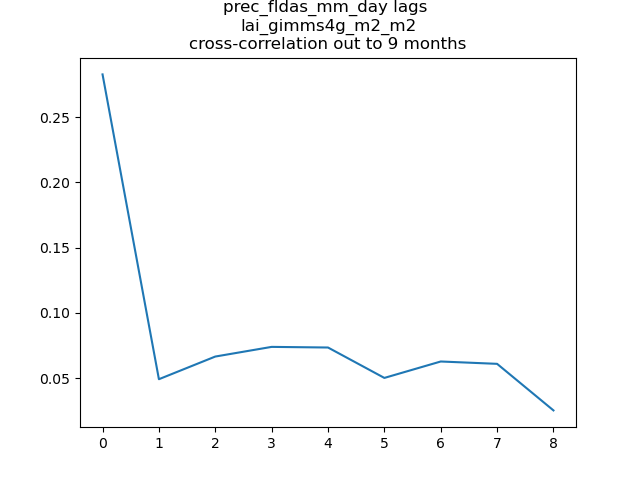 prec_fldas_mm_day lags
lai_gimms4g_m2_m2
cross-correlation out to 9 months
0.25
0.20
0.15
0.10
0.05
0 1 2 3 4 5 6 7 8